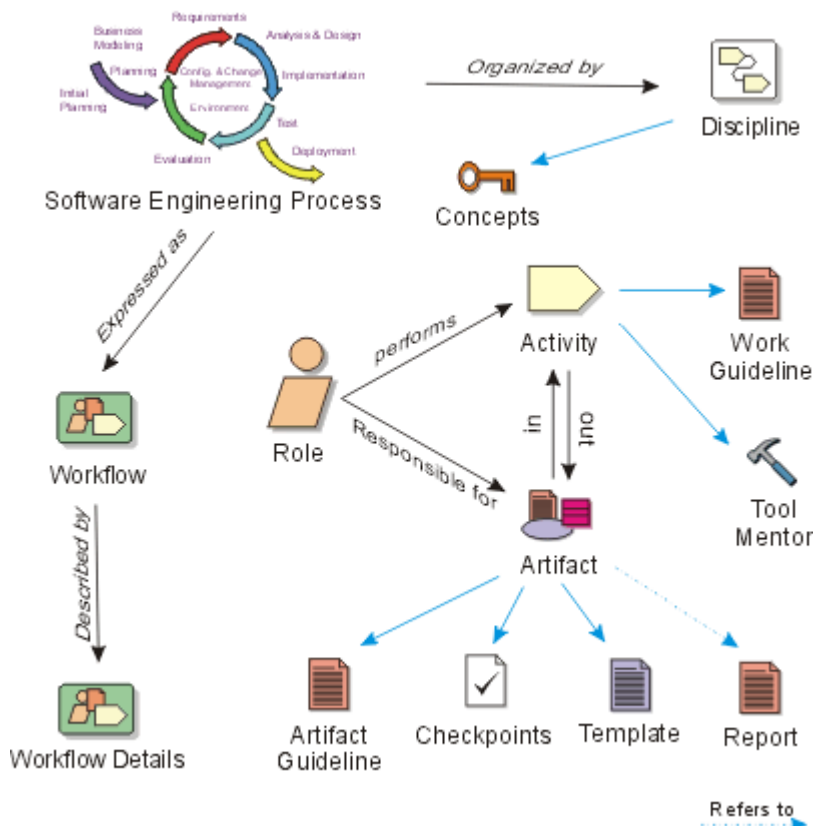 Requirements
Business
Modeling
Analysis & Design
Planning
Config. & Change
Management
Implementation
Initial
Planning
Environment
Test
Evaluation
Deployment
Software Engineering Process
Organized by
Discipline
Concepts
Expressed as
performs
Activity
Work
Guideline
Role
Responsible for
in
out
Workflow
Tool
Mentor
Artifact
Described by
Artifact
Guideline
Checkpoints
Template
Report
Workflow Details
Refers to